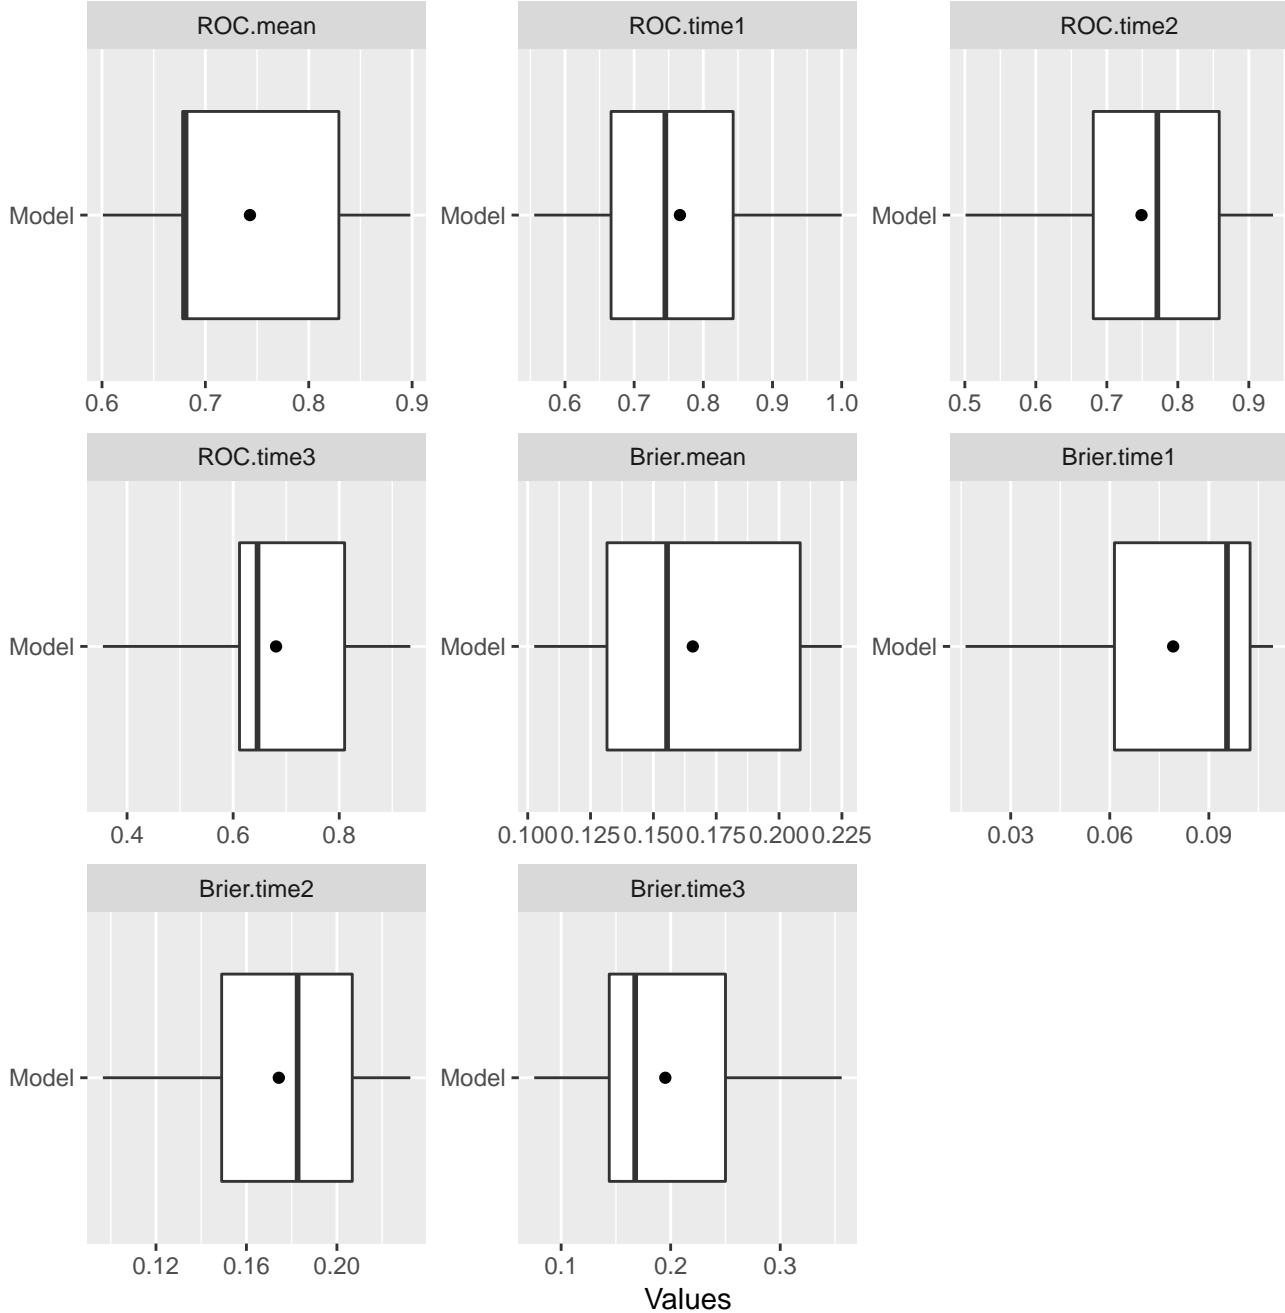 ROC.mean ROC.time1 ROC.time2
Model Model Model
0.6 0.7 0.8 0.9 0.6 0.7 0.8 0.9 1.0 0.5 0.6 0.7 0.8 0.9
ROC.time3 Brier.mean Brier.time1
Model Model Model
0.4 0.6 0.8 0.100 0.125 0.150 0.175 0.200 0.225 0.03 0.06 0.09
Brier.time2 Brier.time3
Model Model
0.12 0.16 0.20 0.1 0.2 0.3
Values